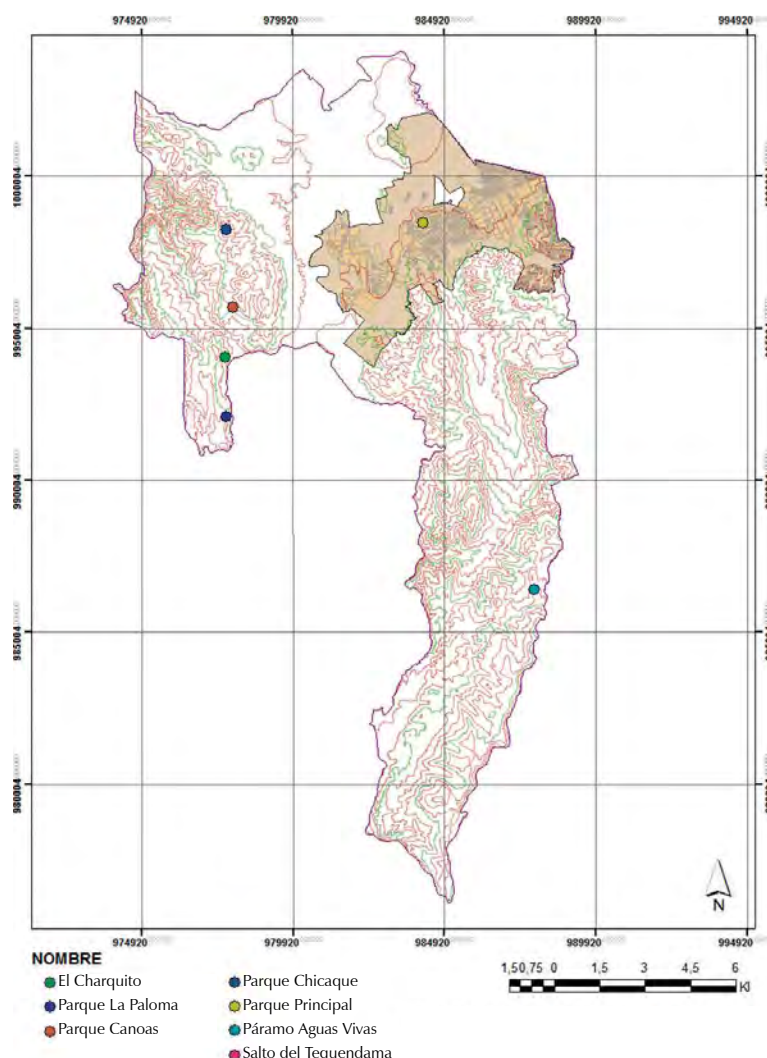 974920 979920 984920 989920 994920
1000004
995004
990004
985004
980004
974920 979920 984920 989920 994920
N
NOMBRE
El Charquito
Parque La Paloma
Parque Canoas
Parque Chicaque
Parque Principal
Páramo Aguas Vivas
Salto del Tequendama
1,5 0,75 0 1,5 3 4,5 6
Kl